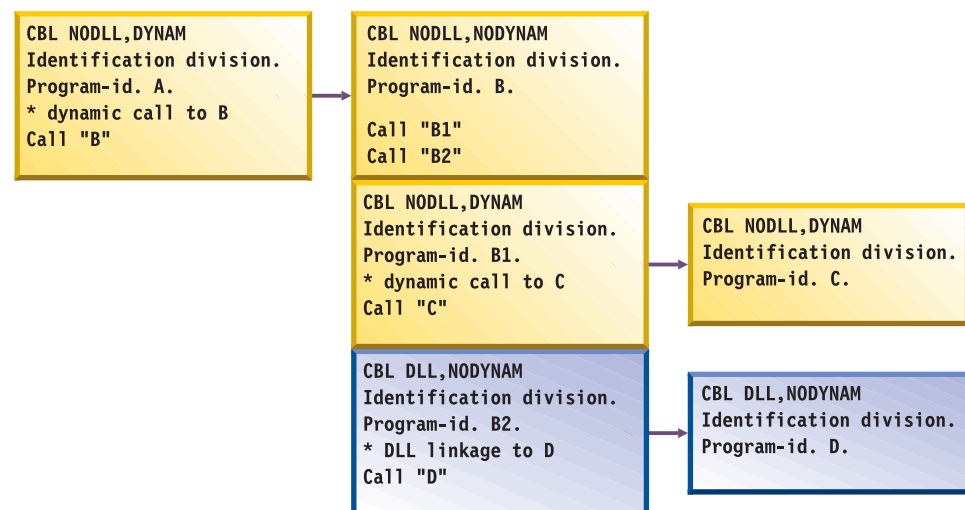 CBL NODLL,DYNAM
Identification division.
Program-id. A.
* dynamic call to B
Call "B"
CBL NODLL,NODYNAM
Identification division.
Program-id. B.
Call "B1"
Call "B2"
CBL NODLL,DYNAM
Identification division.
Program-id. B1.
* dynamic call to C
Call "C"
CBL NODLL,DYNAM
Identification division.
Program-id. C.
CBL DLL,NODYNAM
Identification division.
Program-id. B2.
* DLL linkage to D
Call "D"
CBL DLL,NODYNAM
Identification division.
Program-id. D.